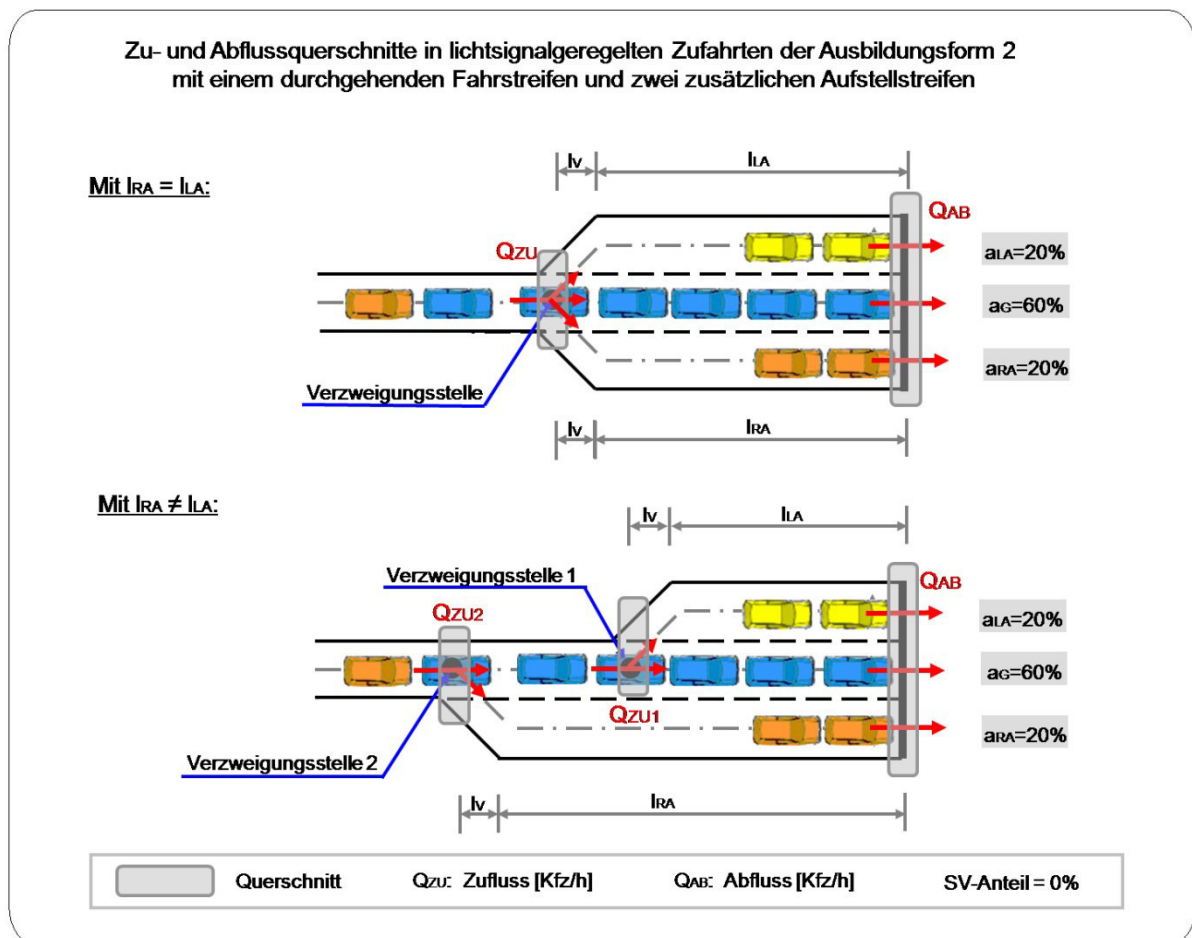 Zu- und Abflussquerschnitte in lichtsignalgeregelten Zufahrten der Ausbildungsform 2
mit einem durchgehenden Fahrstreifen und zwei zusätzlichen Aufstellstreifen
lV
lLA
Mit lRA = lLA:
QAB
QZU
aLA=20%
aG=60%
aRA=20%
Verzweigungsstelle
lV
lRA
Mit lRA ≠ lLA:
lV
lLA
Verzweigungsstelle 1
QAB
QZU2
aLA=20%
aG=60%
QZU1
aRA=20%
Verzweigungsstelle 2
lV
lRA
Querschnitt QZU: Zufluss [Kfz/h] QAB: Abfluss [Kfz/h] SV-Anteil = 0%